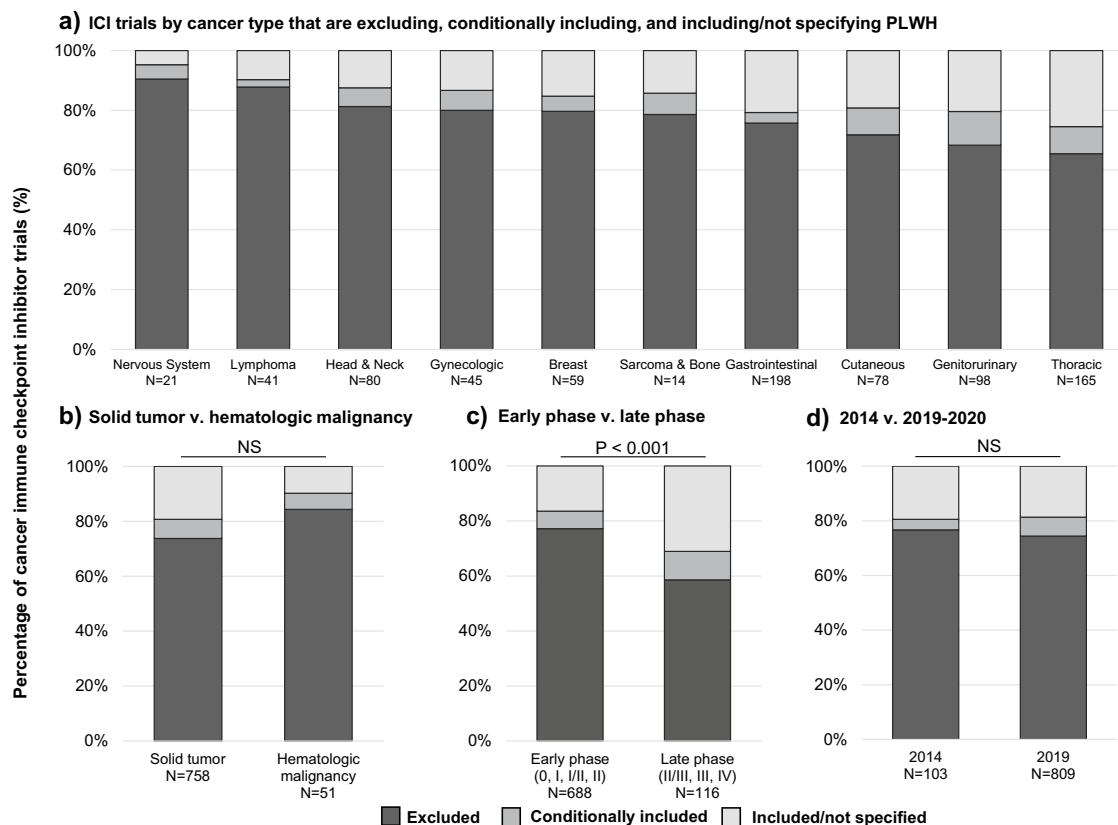 a) ICI trials by cancer type that are excluding, conditionally including, and including/not specifying PLWH
Percentage of cancer immune checkpoint inhibitor trials (%)
100%
80%
60%
40%
20%
0%
Nervous System Lymphoma Head & Neck Gynecologic Breast Sarcoma & Bone Gastrointestinal Cutaneous Genitorurinary Thoracic
N=21 N=41 N=80 N=45 N=59 N=14 N=198 N=78 N=98 N=165
b) Solid tumor v. hematologic malignancy
NS
100%
80%
60%
40%
20%
0%
Solid tumor Hematologic
N=758 malignancy
N=51
c) Early phase v. late phase
P < 0.001
100%
80%
60%
40%
20%
0%
Early phase Late phase
(0, I, I/II, II) (II/III, III, IV)
N=688 N=116
d) 2014 v. 2019-2020
NS
100%
80%
60%
40%
20%
0%
2014 2019
N=103 N=809
Excluded Conditionally included Included/not specified